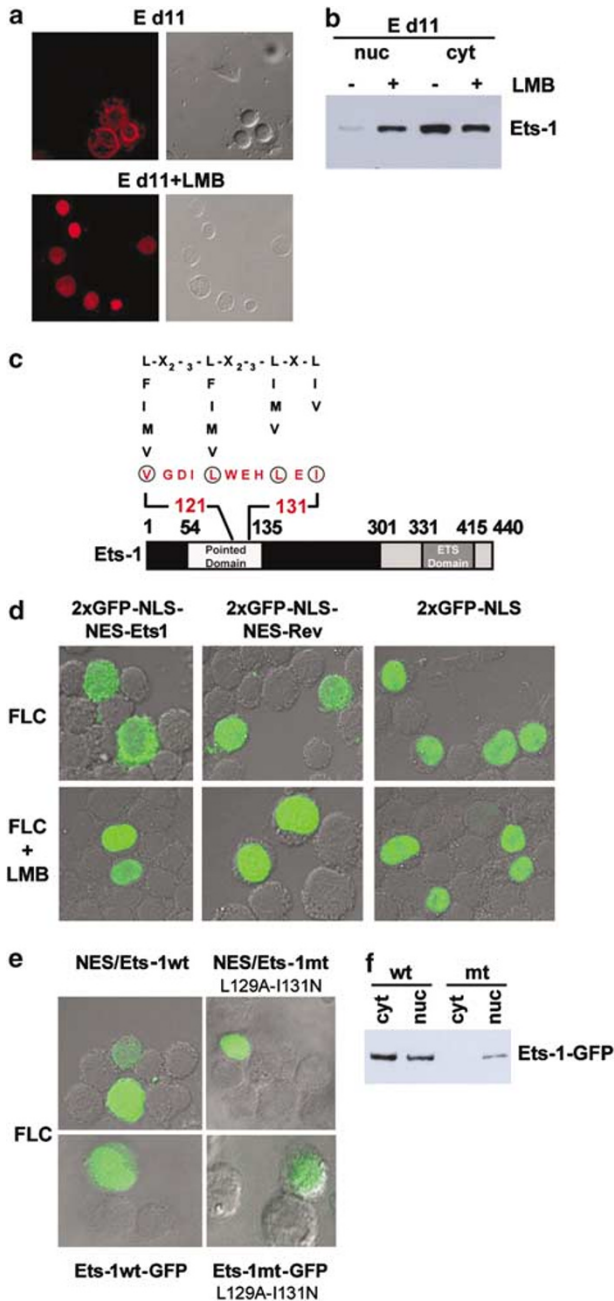 a
E d11
E d11+LMB
b
E d11
nuc cyt
- + - + LMB
Ets-1
c
L-X2-3-L-X2-3-L-X-L
F F I I
I I M V
M M V
V V
V G D I L W E H L E I
121 131
1 54 135 301 331 415 440
Ets-1
Pointed Domain
ETS Domain
d
2xGFP-NLS-NES-Ets1
2xGFP-NLS-NES-Rev
2xGFP-NLS
FLC
FLC + LMB
e
NES/Ets-1wt
NES/Ets-1mt
L129A-I131N
FLC
Ets-1wt-GFP
Ets-1mt-GFP
L129A-I131N
f
wt mt
cyt nuc cyt nuc
Ets-1-GFP